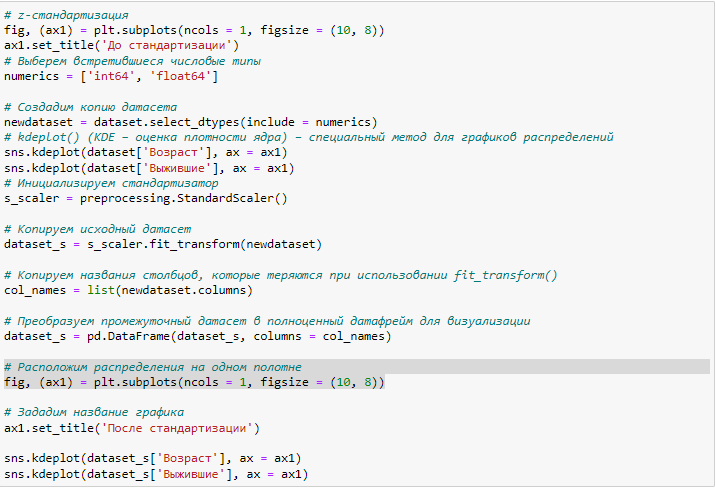 # z-стандартизация
fig, (ax1) = plt.subplots(ncols = 1, figsize = (10, 8))
ax1.set_title('До стандартизации')
# Выберем встретившиеся числовые типы
numerics = ['int64', 'float64']
# Создадим копию датасета
newdataset = dataset.select_dtypes(include = numerics)
# kdeplot() (KDE – оценка плотности ядра) – специальный метод для графиков распределений
sns.kdeplot(dataset['Возраст'], ax = ax1)
sns.kdeplot(dataset['Выжившие'], ax = ax1)
# Инициализируем стандартизатор
s_scaler = preprocessing.StandardScaler()
# Копируем исходный датасет
dataset_s = s_scaler.fit_transform(newdataset)
# Копируем названия столбцов, которые теряются при использовании fit_transform()
col_names = list(newdataset.columns)
# Преобразуем промежуточный датасет в полноценный датафрейм для визуализации
dataset_s = pd.DataFrame(dataset_s, columns = col_names)
# Расположим распределения на одном полотне
fig, (ax1) = plt.subplots(ncols = 1, figsize = (10, 8))
# Зададим название графика
ax1.set_title('После стандартизации')
sns.kdeplot(dataset_s['Возраст'], ax = ax1)
sns.kdeplot(dataset_s['Выжившие'], ax = ax1)